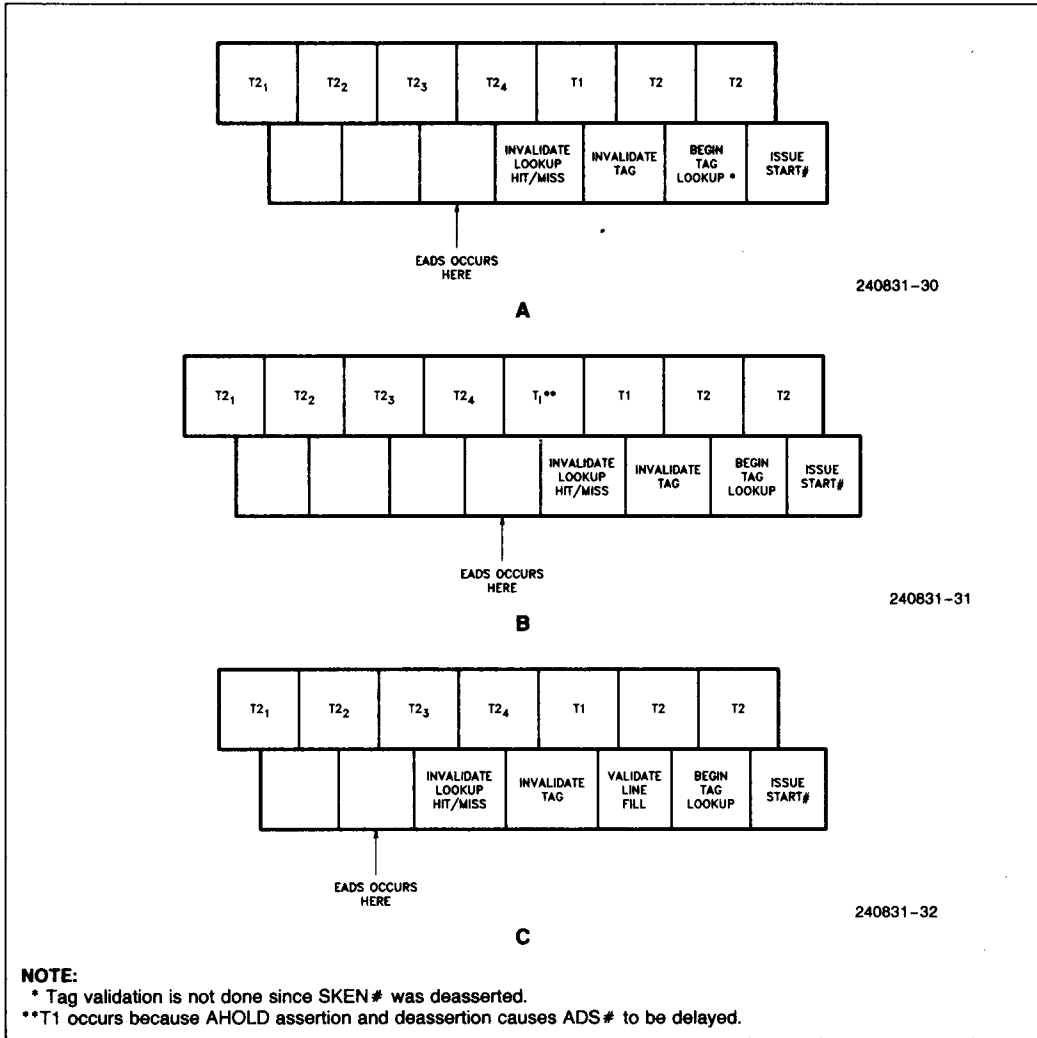 T2₁ T2₂ T2₃ T2₄ T1 T2 T2
INVALIDATE LOOKUP HIT/MISS
INVALIDATE TAG
BEGIN TAG LOOKUP *
ISSUE START#
EADS OCCURS
HERE
240831-30
A
T2₁ T2₂ T2₃ T2₄ T₁** T1 T2 T2
INVALIDATE LOOKUP HIT/MISS
INVALIDATE TAG
BEGIN TAG LOOKUP
ISSUE START#
EADS OCCURS
HERE
240831-31
B
T2₁ T2₂ T2₃ T2₄ T1 T2 T2
INVALIDATE LOOKUP HIT/MISS
INVALIDATE TAG
VALIDATE LINE FILL
BEGIN TAG LOOKUP
ISSUE START#
EADS OCCURS
HERE
240831-32
C
NOTE:
* Tag validation is not done since SKEN# was deasserted.
**T1 occurs because AHOLD assertion and deassertion causes ADS# to be delayed.